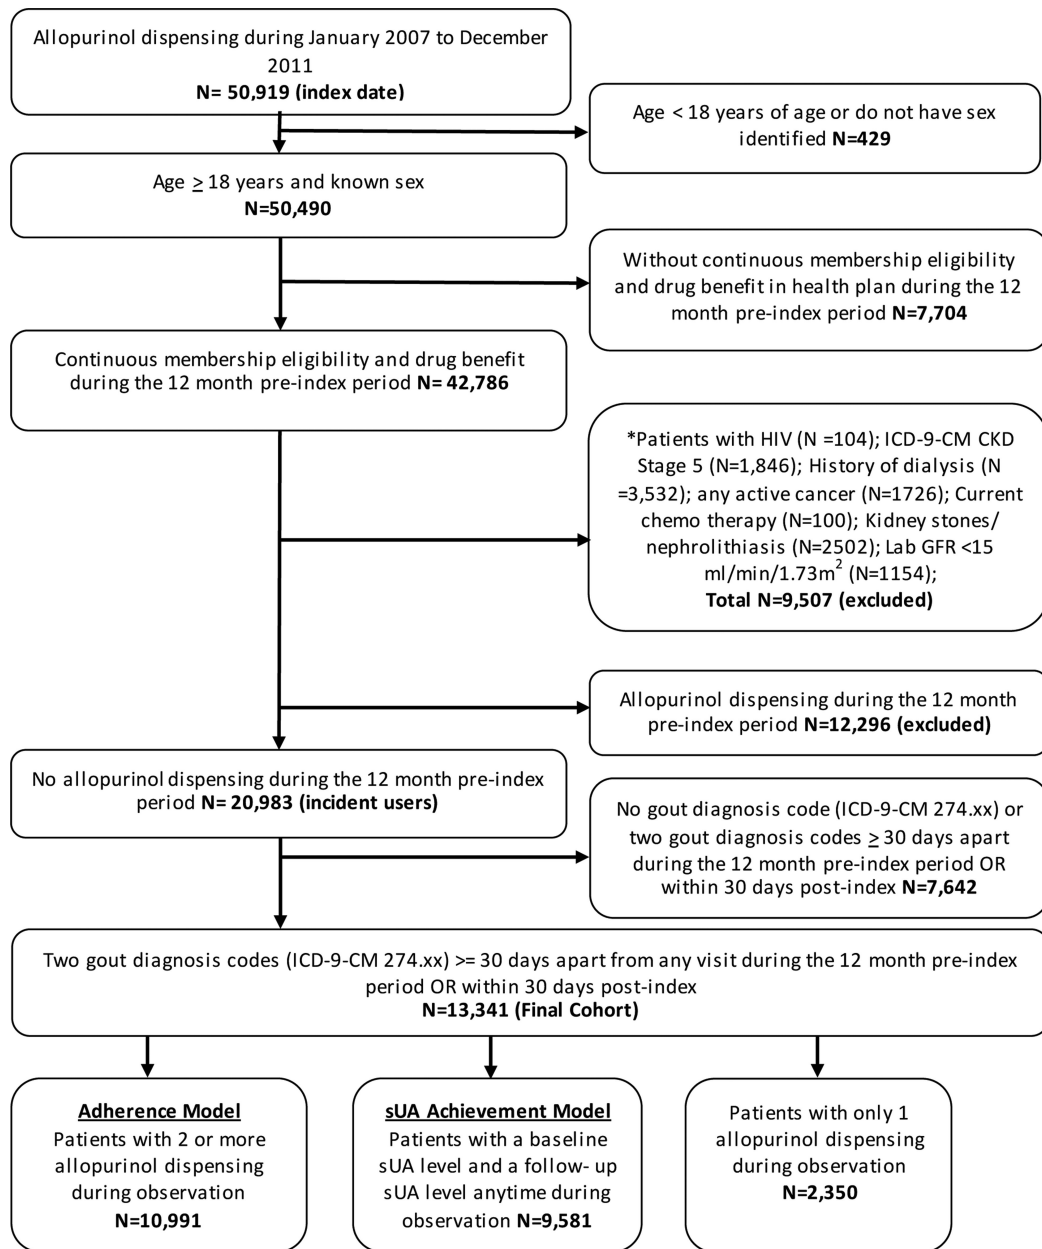 Allopurinol dispensing during January 2007 to December
2011
N= 50,919 (index date)
Age < 18 years of age or do not have sex
identified N=429
Age ≥ 18 years and known sex
N=50,490
Without continuous membership eligibility
and drug benefit in health plan during the 12
month pre-index period N=7,704
Continuous membership eligibility and drug benefit
during the 12 month pre-index period N= 42,786
*Patients with HIV (N =104); ICD-9-CM CKD
Stage 5 (N=1,846); History of dialysis (N
=3,532); any active cancer (N=1726); Current
chemo therapy (N=100); Kidney stones/
nephrolithiasis (N=2502); Lab GFR <15
ml/min/1.73m² (N=1154);
Total N=9,507 (excluded)
Allopurinol dispensing during the 12 month
pre-index period N=12,296 (excluded)
No allopurinol dispensing during the 12 month pre-index
period N= 20,983 (incident users)
No gout diagnosis code (ICD-9-CM 274.xx) or
two gout diagnosis codes ≥ 30 days apart
during the 12 month pre-index period OR
within 30 days post-index N=7,642
Two gout diagnosis codes (ICD-9-CM 274.xx) >= 30 days apart from any visit during the 12 month pre-index
period OR within 30 days post-index
N=13,341 (Final Cohort)
Adherence Model
Patients with 2 or more
allopurinol dispensing
during observation
N=10,991
sUA Achievement Model
Patients with a baseline
sUA level and a follow- up
sUA level anytime during
observation N=9,581
Patients with only 1
allopurinol dispensing
during observation
N=2,350